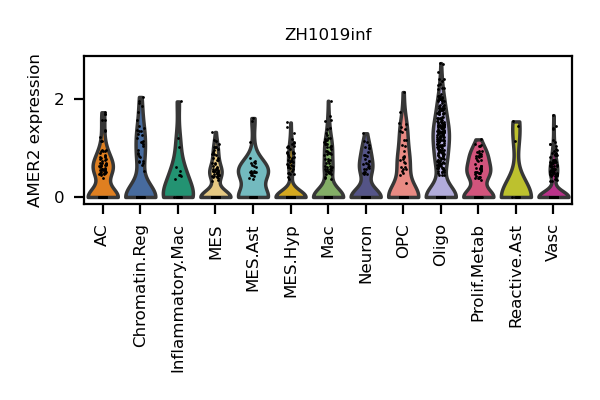 ZH1019inf
AMER2 expression
2
0
AC
Chromatin.Reg
Inflammatory.Mac
MES
MES.Ast
MES.Hyp
Mac
Neuron
OPC
Oligo
Prolif.Metab
Reactive.Ast
Vasc